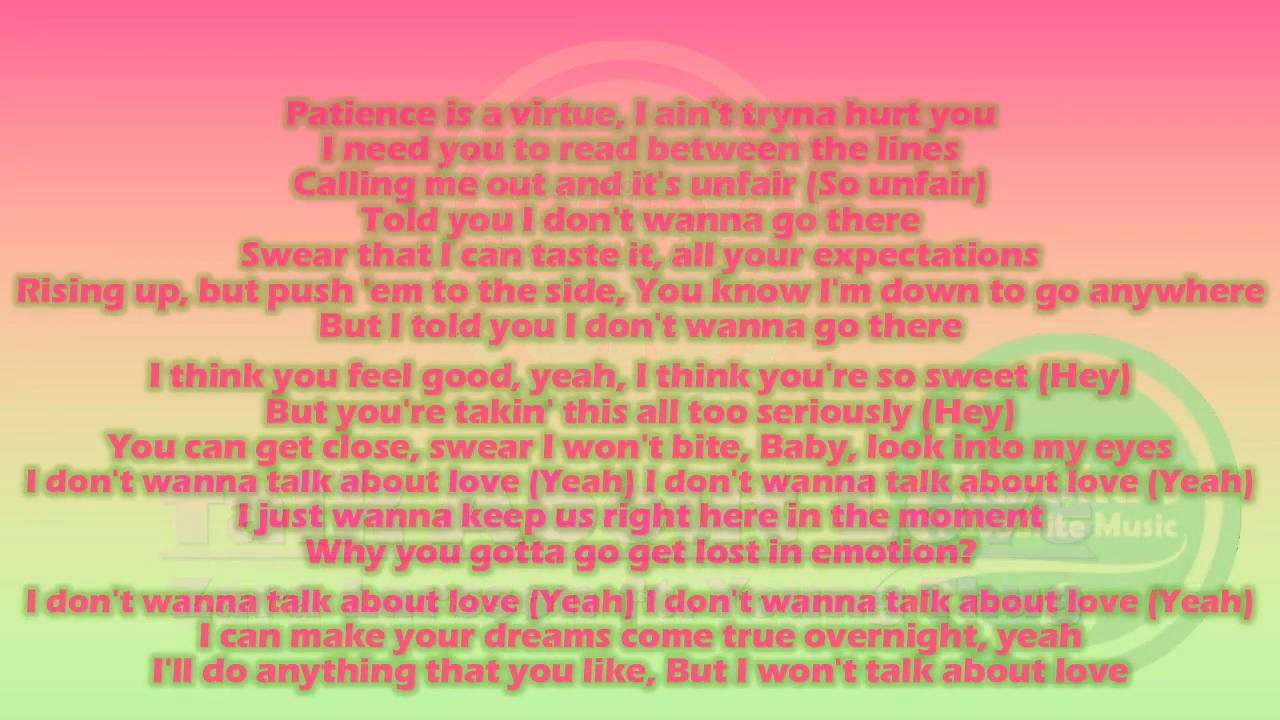 Patience is a virtue, I ain't tryna hurt you
I need you to read between the lines
Calling me out and it's unfair (So unfair)
Told you I don't wanna go there
Swear that I can taste it, all your expectations
Rising up, but push 'em to the side, You know I'm down to go anywhere
But I told you I don't wanna go there
I think you feel good, yeah, I think you're so sweet (Hey)
But you're takin' this all too seriously (Hey)
You can get close, swear I won't bite, Baby, look into my eyes
I don't wanna talk about love (Yeah) I don't wanna talk about love (Yeah)
I just wanna keep us right here in the moment
Why you gotta go get lost in emotion?
I don't wanna talk about love (Yeah) I don't wanna talk about love (Yeah)
I can make your dreams come true overnight, yeah
I'll do anything that you like, But I won't talk about love
Talk About Love
Music